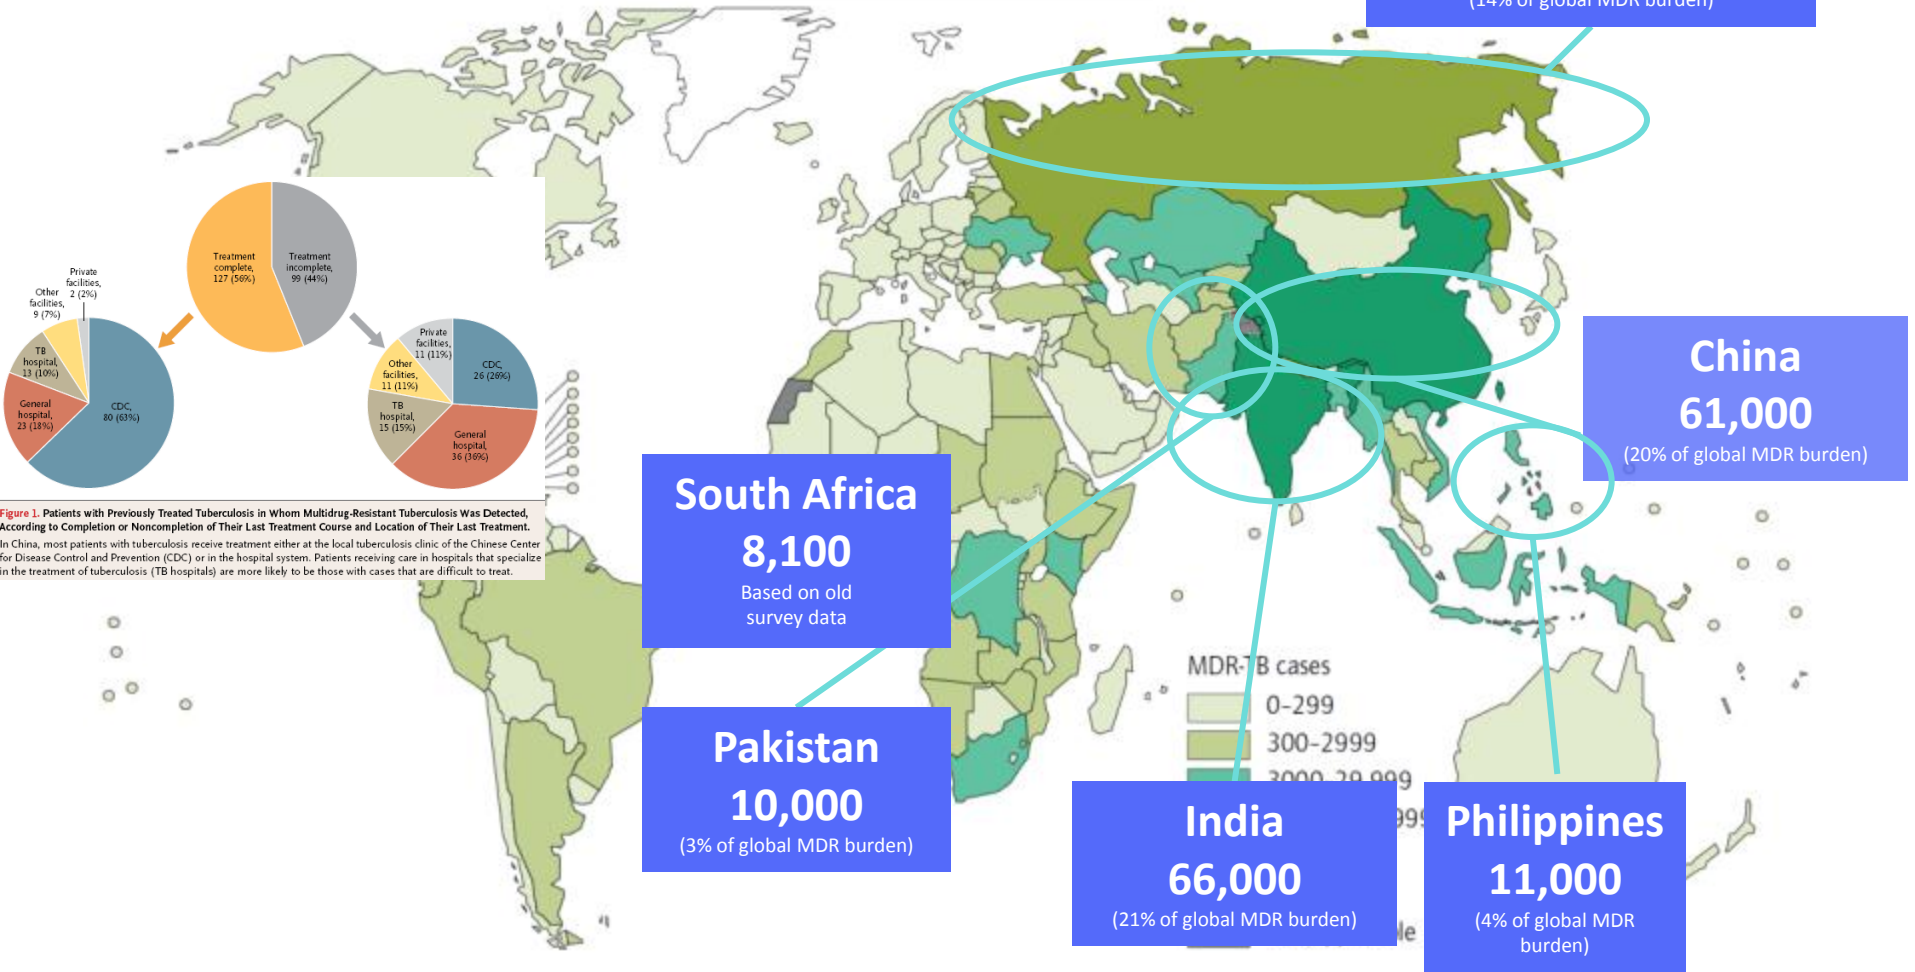 (14% of global MDR burden)
Treatment
complete,
127 (56%)
Treatment
incomplete,
99 (44%)
Private
facilities,
2 (2%)
Other
facilities,
9 (7%)
TB
hospital,
13 (10%)
General
hospital,
23 (18%)
CDC,
80 (63%)
Private
facilities,
11 (11%)
Other
facilities,
11 (11%)
TB
hospital,
15 (15%)
CDC,
26 (26%)
General
hospital,
36 (36%)
Figure 1. Patients with Previously Treated Tuberculosis in Whom Multidrug-Resistant Tuberculosis Was Detected,
According to Completion or Noncompletion of Their Last Treatment Course and Location of Their Last Treatment.
In China, most patients with tuberculosis receive treatment either at the local tuberculosis clinic of the Chinese Center
for Disease Control and Prevention (CDC) or in the hospital system. Patients receiving care in hospitals that specialize
in the treatment of tuberculosis (TB hospitals) are more likely to be those with cases that are difficult to treat.
China
61,000
(20% of global MDR burden)
South Africa
8,100
Based on old
survey data
Pakistan
10,000
(3% of global MDR burden)
MDR-TB cases
0-299
300-2999
3000-29 999
India
66,000
(21% of global MDR burden)
Philippines
11,000
(4% of global MDR
burden)